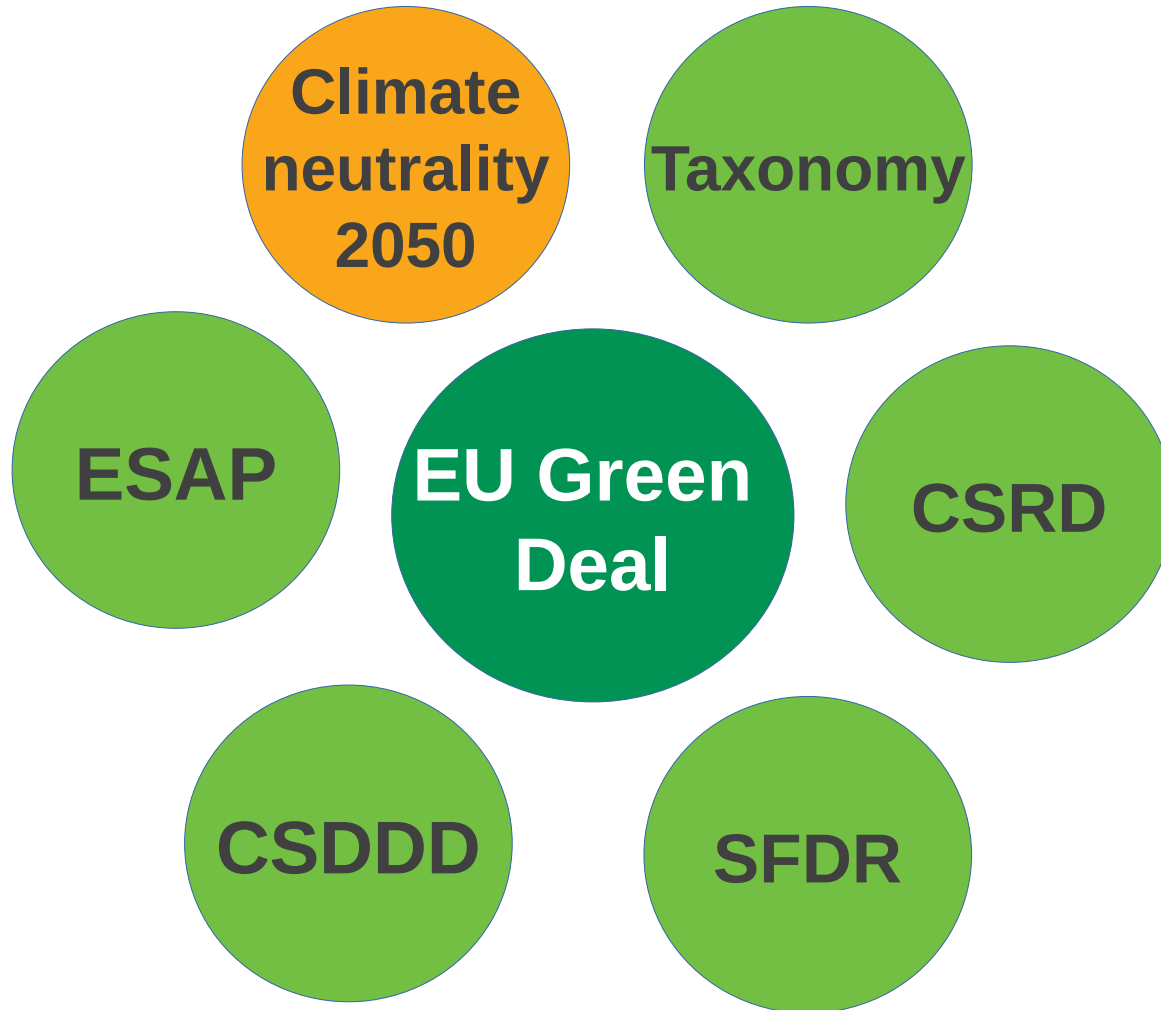 Climate
neutrality
2050
Taxonomy
ESAP
EU Green
Deal
CSRD
CSDDD
SFDR